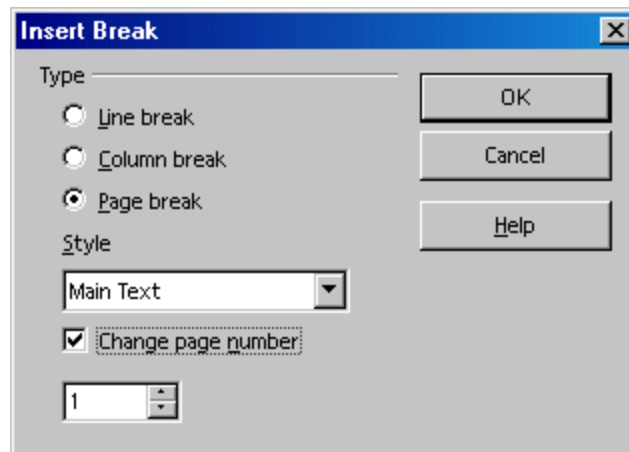 Insert Break
Type
Line break
Column break
Page break
Style
Main Text
Change page number
1
OK
Cancel
Help